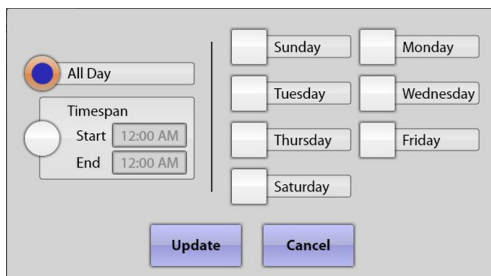 All Day
Timespan
Start 12:00 AM
End 12:00 AM
Sunday Monday
Tuesday Wednesday
Thursday Friday
Saturday
Update Cancel